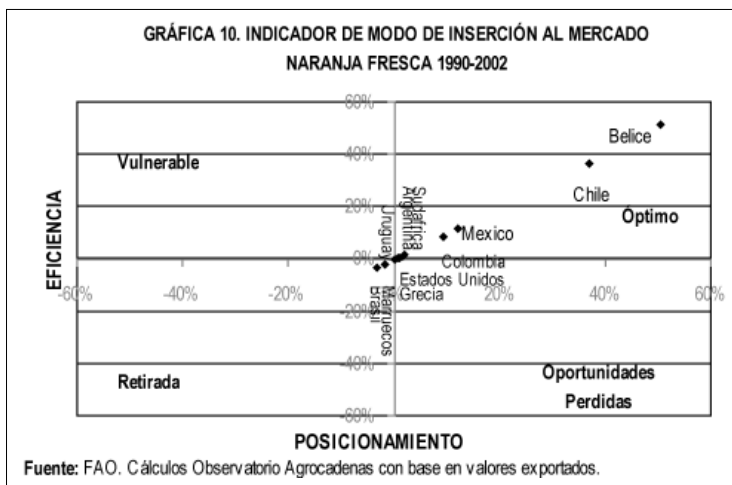 GRÁFICA 10. INDICADOR DE MODO DE INSERCIÓN AL MERCADO
NARANJA FRESCA 1990-2002
60%
Belice
Vulnerable
40%
Chile
EFICIENCIA
Óptimo
20%
Sudafrica
Argentina
Uruguay
Mexico
Colombia
0%
Estados Unidos
-60%
-40%
-20%
0%
20%
40%
60%
Grecia
Marruecos
Brasil
-20%
-40%
Retirada
Oportunidades
Perdidas
-60%
POSICIONAMIENTO
Fuente: FAO. Cálculos Observatorio Agrocadenas con base en valores exportados.